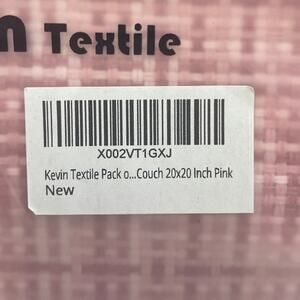 n Textile
X002VT1GXJ
Kevin Textile Pack o...Couch 20x20 Inch Pink
New